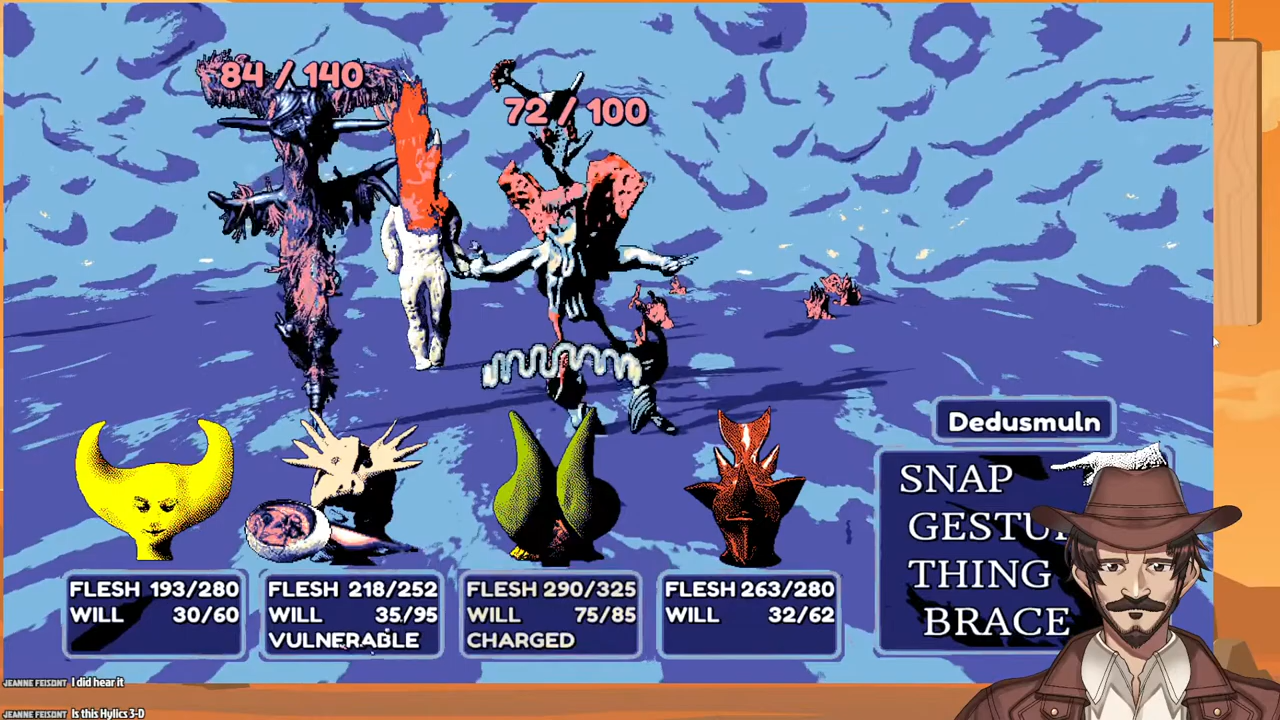 84 / 140
72 / 100
Dedusmuln
SNAP
GESTU
THING
BRACE
FLESH 193/280
WILL 30/60
FLESH 218/252
WILL 35/95
VULNERABLE
FLESH 290/325
WILL 75/85
CHARGED
FLESH 263/280
WILL 32/62
JEANNE FEISONT I did hear it
JEANNE FEISONT Is this Hylics 3-D